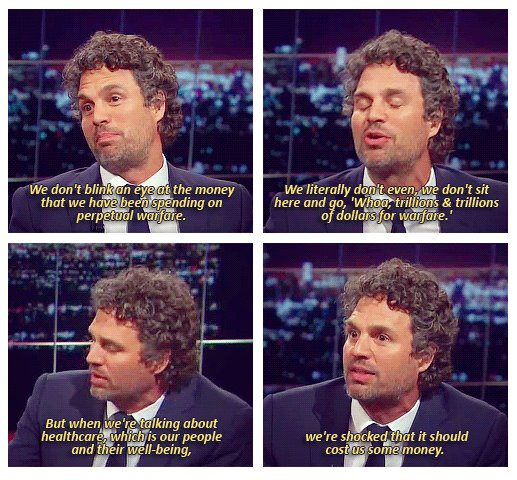 We don't blink an eye at the money
that we have been spending on
perpetual warfare.
We literally don't even, we don't sit
here and go, 'Whoa, trillions & trillions
of dollars for warfare.'
But when we're talking about
healthcare, which is our people
and their well-being,
we're shocked that it should
cost us some money.